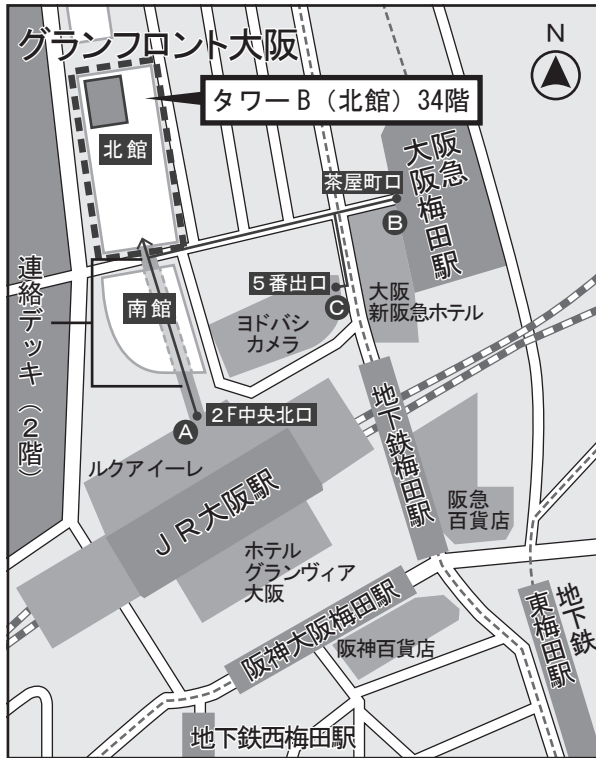 グランフロント大阪
N
タワーB（北館）34階
北館
茶屋町口
B
阪急
大阪梅田駅
連絡デッキ（2階）
南館
5番出口
C
大阪
新阪急ホテル
ヨドバシ
カメラ
2F中央北口
A
ルクアイーレ
地下鉄梅田駅
JR大阪駅
阪急
百貨店
ホテル
グランヴィア
大阪
阪神大阪梅田駅
阪神百貨店
地下鉄
東梅田駅
地下鉄西梅田駅